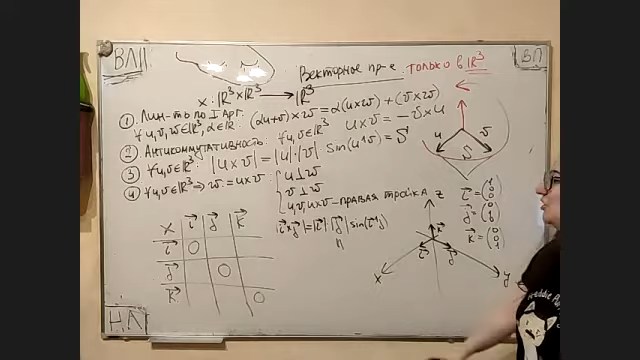 ВЛП
Векторное пр-е только в ℝ³
ВП
× : ℝ³ × ℝ³ → ℝ³
① Лин-ть по I арг.
∀ u, v, w ∈ ℝ³, α ∈ ℝ: (αu+v) × w = α(u×w) + (v×w)
② Антикоммутативность: ∀ u, v ∈ ℝ³ u×w = -v×u
③ ∀ u, v ∈ ℝ³: |u×v| = |u|·|v| sin(u^v) = S
④ ∀ u, v ∈ ℝ³ ⇒ w = u×v: { u ⊥ w
v ⊥ w
u, v, u×v – правая тройка
u v
S
i = (1 0 0)
j = (0 1 0)
k = (0 0 1)
|i×j| = |i|·|j| sin(i^j)
"
× i j k
i 0
j 0
k 0
z
k
i j
x y
НЛ